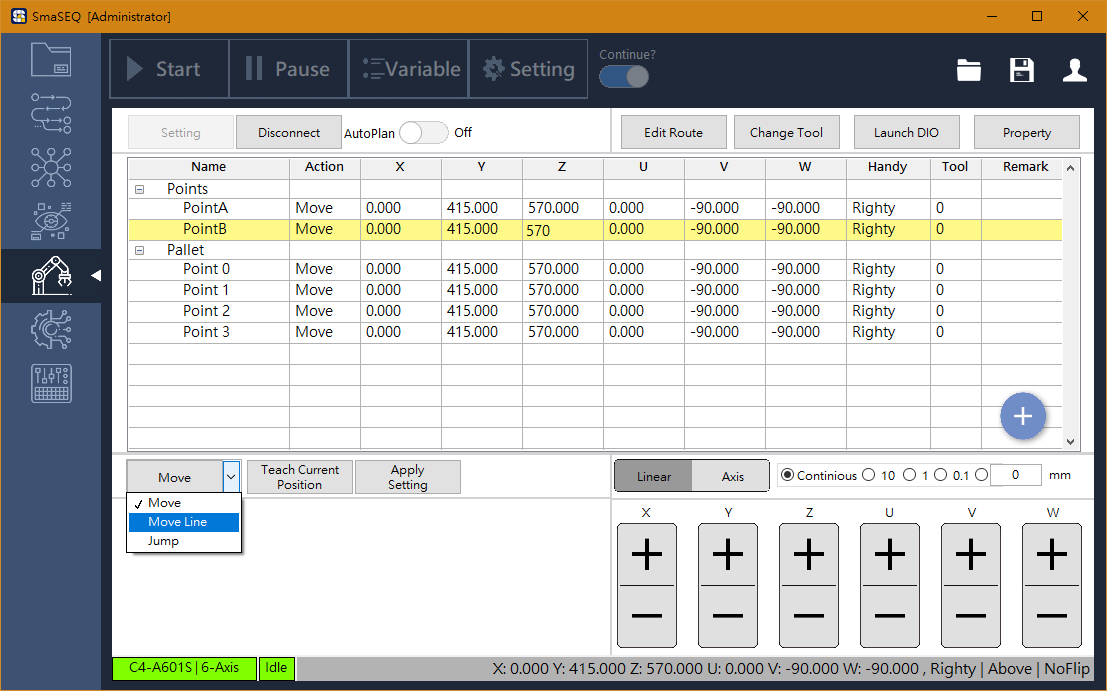 SmaSEQ [Administrator]
Start Pause Variable Setting Continue?
Setting Disconnect AutoPlan Off Edit Route Change Tool Launch DIO Property
Name Action X Y Z U V W Handy Tool Remark
Points
PointA Move 0.000 415.000 570.000 0.000 -90.000 -90.000 Righty 0
PointB Move 0.000 415.000 570 0.000 -90.000 -90.000 Righty 0
Pallet
Point 0 Move 0.000 415.000 570.000 0.000 -90.000 -90.000 Righty 0
Point 1 Move 0.000 415.000 570.000 0.000 -90.000 -90.000 Righty 0
Point 2 Move 0.000 415.000 570.000 0.000 -90.000 -90.000 Righty 0
Point 3 Move 0.000 415.000 570.000 0.000 -90.000 -90.000 Righty 0
Move
Teach Current
Position
Apply
Setting
Move
Move Line
Jump
Linear Axis Continious 10 1 0.1 0 mm
X Y Z U V W
C4-A601S | 6-Axis Idle X: 0.000 Y: 415.000 Z: 570.000 U: 0.000 V: -90.000 W: -90.000 , Righty | Above | NoFlip